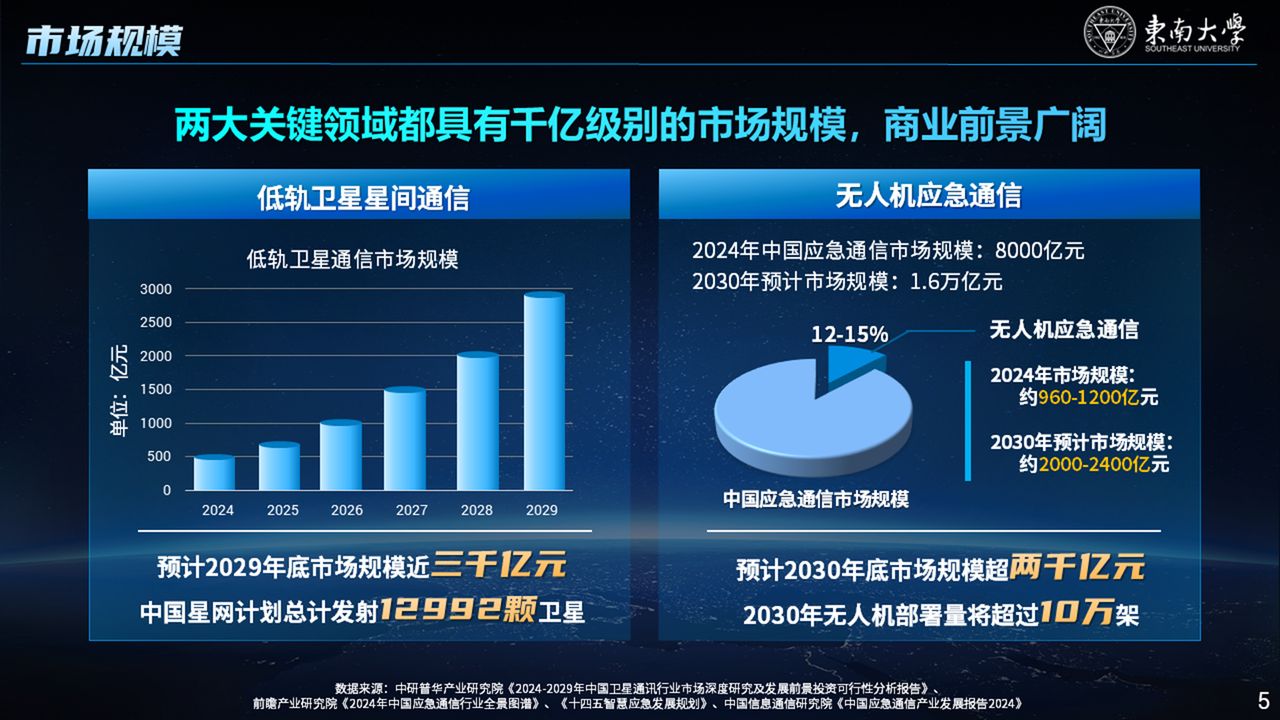 市场规模
東南大學
SOUTHEAST UNIVERSITY
两大关键领域都具有千亿级别的市场规模，商业前景广阔
低轨卫星星间通信
低轨卫星通信市场规模
单位：亿元
3000
2500
2000
1500
1000
500
0
2024 2025 2026 2027 2028 2029
预计2029年底市场规模近三千亿元
中国星网计划总计发射12992颗卫星
无人机应急通信
2024年中国应急通信市场规模：8000亿元
2030年预计市场规模：1.6万亿元
12-15%
无人机应急通信
2024年市场规模：
约960-1200亿元
2030年预计市场规模：
约2000-2400亿元
中国应急通信市场规模
预计2030年底市场规模超两千亿元
2030年无人机部署量将超过10万架
数据来源：中研普华产业研究院《2024-2029年中国卫星通讯行业市场深度研究及发展前景投资可行性分析报告》、
前瞻产业研究院《2024年中国应急通信行业全景图谱》、《十四五智慧应急发展规划》、中国信息通信研究院《中国应急通信产业发展报告2024》
5